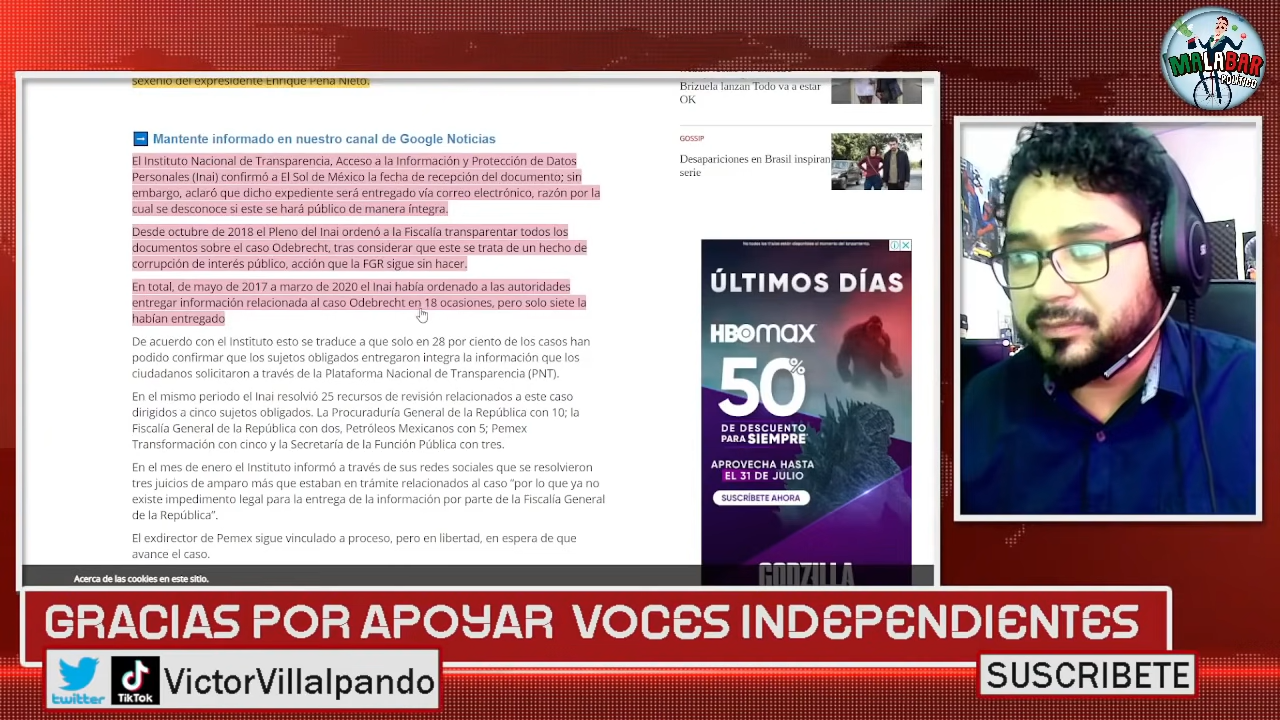 sexenio del expresidente Enrique Peña Nieto.
Mantente informado en nuestro canal de Google Noticias
El Instituto Nacional de Transparencia, Acceso a la Información y Protección de Datos
Personales (Inai) confirmó a El Sol de México la fecha de recepción del documento; sin
embargo, aclaró que dicho expediente será entregado vía correo electrónico, razón por la
cual se desconoce si este se hará público de manera íntegra.
Desde octubre de 2018 el Pleno del Inai ordenó a la Fiscalía transparentar todos los
documentos sobre el caso Odebrecht, tras considerar que este se trata de un hecho de
corrupción de interés público, acción que la FGR sigue sin hacer.
En total, de mayo de 2017 a marzo de 2020 el Inai había ordenado a las autoridades
entregar información relacionada al caso Odebrecht en 18 ocasiones, pero solo siete la
habían entregado
De acuerdo con el Instituto esto se traduce a que solo en 28 por ciento de los casos han
podido confirmar que los sujetos obligados entregaron integra la información que los
ciudadanos solicitaron a través de la Plataforma Nacional de Transparencia (PNT).
En el mismo periodo el Inai resolvió 25 recursos de revisión relacionados a este caso
dirigidos a cinco sujetos obligados. La Procuraduría General de la República con 10; la
Fiscalía General de la República con dos, Petróleos Mexicanos con 5; Pemex
Transformación con cinco y la Secretaría de la Función Pública con tres.
En el mes de enero el Instituto informó a través de sus redes sociales que se resolvieron
tres juicios de amparo más que estaban en trámite relacionados al caso "por lo que ya no
existe impedimento legal para la entrega de la información por parte de la Fiscalía General
de la República".
El exdirector de Pemex sigue vinculado a proceso, pero en libertad, en espera de que
avance el caso.
Acerca de las cookies en este sitio.
Brizuela lanzan Todo va a estar
OK
GOSSIP
Desapariciones en Brasil inspiran
serie
ÚLTIMOS DÍAS
HBOMAX
50%
DE DESCUENTO
PARA SIEMPRE
APROVECHA HASTA
EL 31 DE JULIO
SUSCRÍBETE AHORA
GODZILLA
MALABAR
POLÍTICO
GRACIAS POR APOYAR VOCES INDEPENDIENTES
twitter
TikTok
VictorVillalpando
SUSCRIBETE